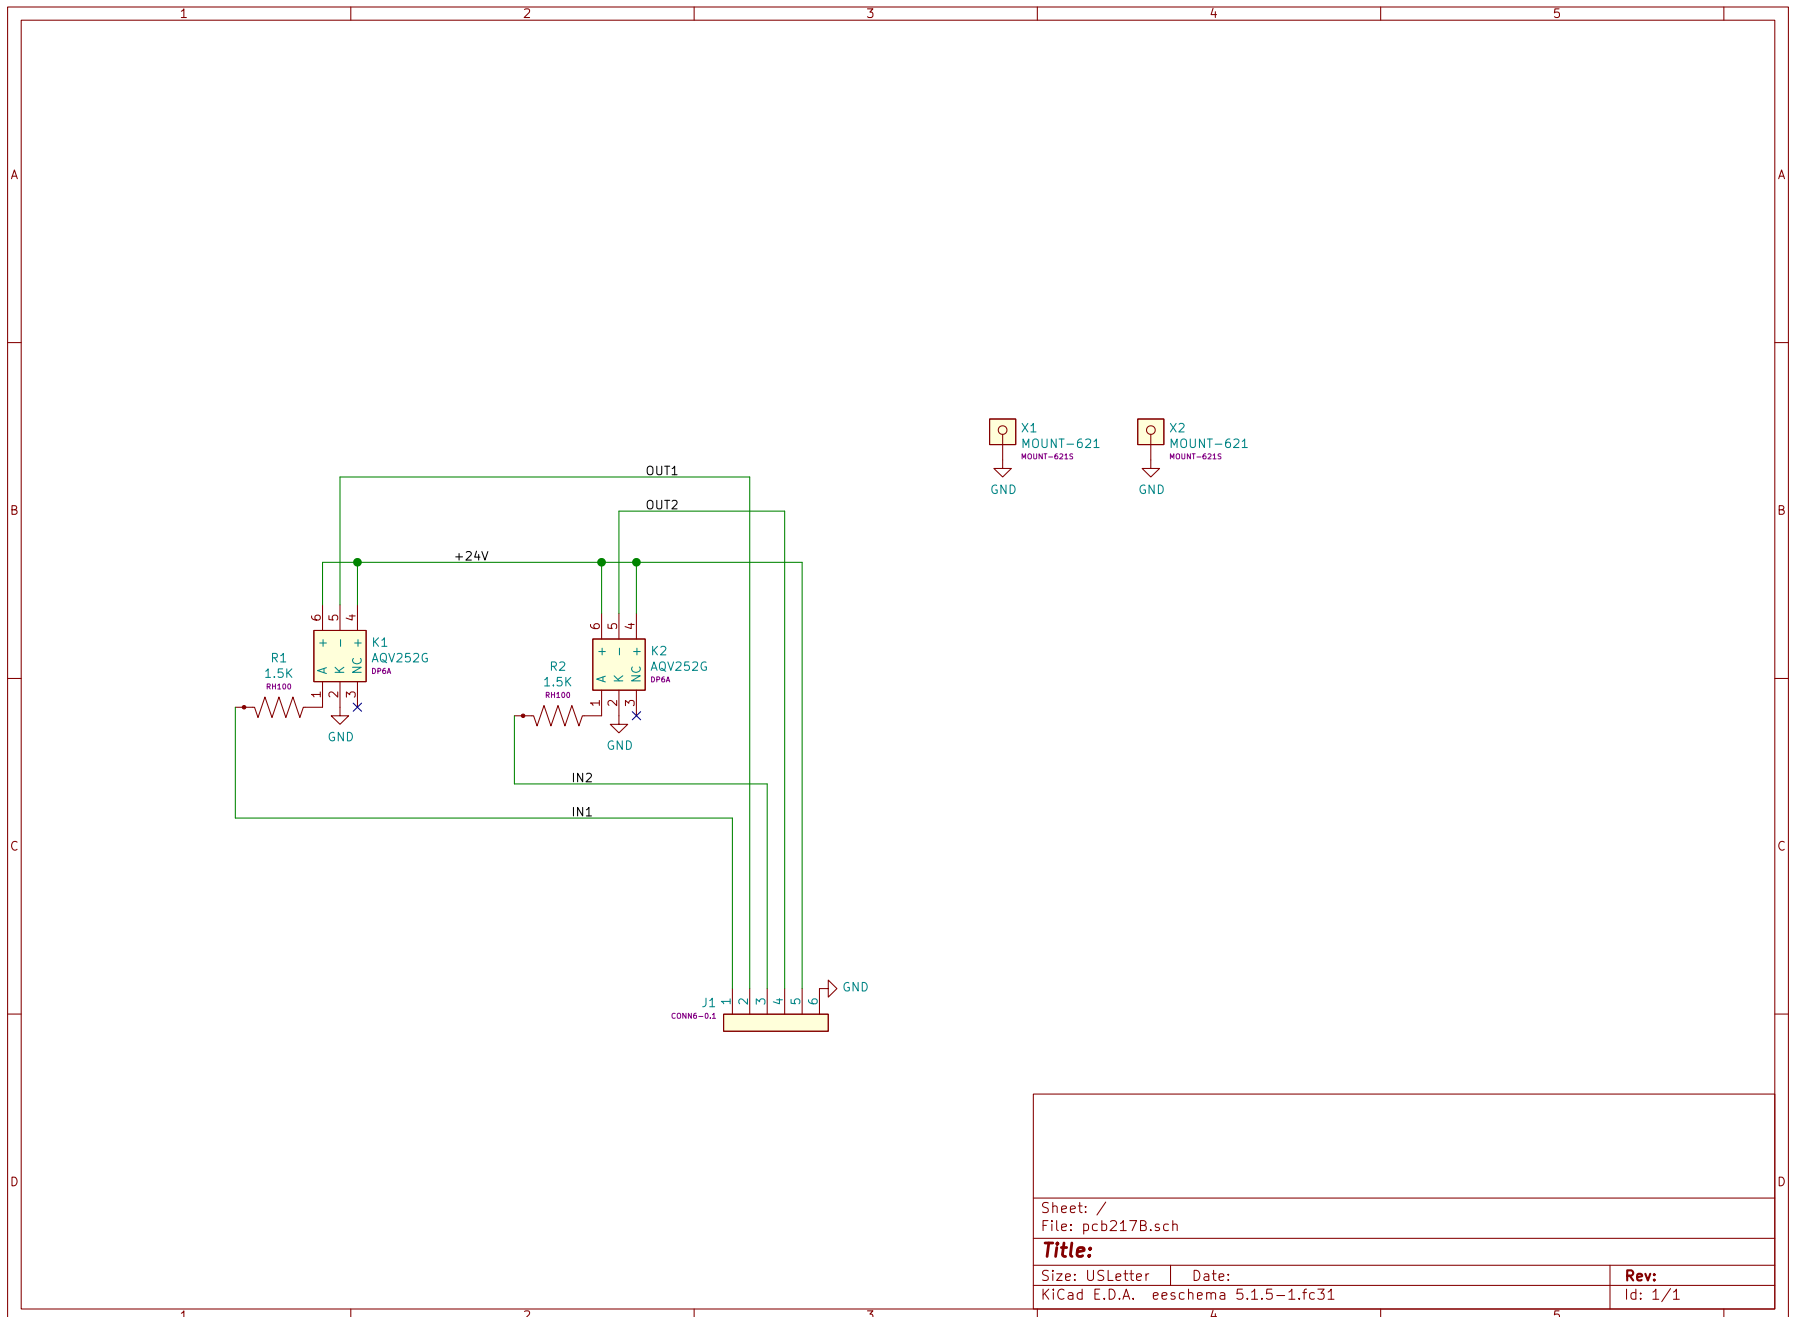 1 2 3 4 5
A A
X1
MOUNT-621
MOUNT-621S
GND
X2
MOUNT-621
MOUNT-621S
GND
OUT1
OUT2
B B
+24V
6 5 4
+ - +
A K NC
1 2 3
K1
AQV252G
DP6A
R1
1.5K
RH100
GND
6 5 4
+ - +
A K NC
1 2 3
K2
AQV252G
DP6A
R2
1.5K
RH100
GND
IN2
IN1
C C
J1
CONN6-0.1
1 2 3 4 5 6
GND
D D
Sheet: /
File: pcb217B.sch
Title:
Size: USLetter Date: Rev:
KiCad E.D.A. eeschema 5.1.5-1.fc31 Id: 1/1
1 2 3 4 5